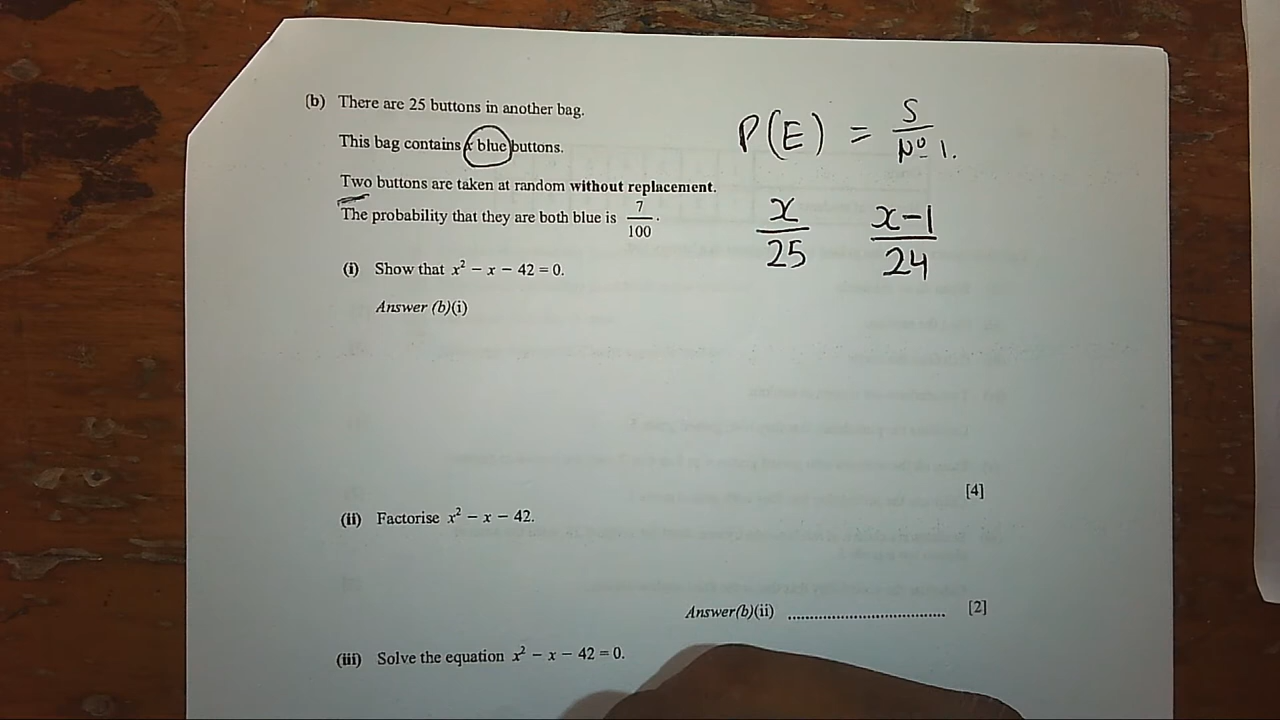 (b) There are 25 buttons in another bag.
This bag contains x blue buttons.
Two buttons are taken at random without replacement.
The probability that they are both blue is 7/100.
(i) Show that x² − x − 42 = 0.
Answer (b)(i)
[4]
(ii) Factorise x² − x − 42.
Answer(b)(ii) .................................... [2]
(iii) Solve the equation x² − x − 42 = 0.
P(E) = S/Nº 1.
x/25 x−1/24